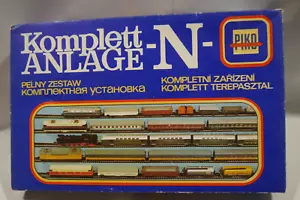 Komplett
ANLAGE
-N-
PIKO
PEŁNY ZESTAW
КОМПЛЕКТНАЯ УСТАНОВКА
KOMPLETNÍ ZAŘÍZENÍ
KOMPLETT TEREPASZTAL